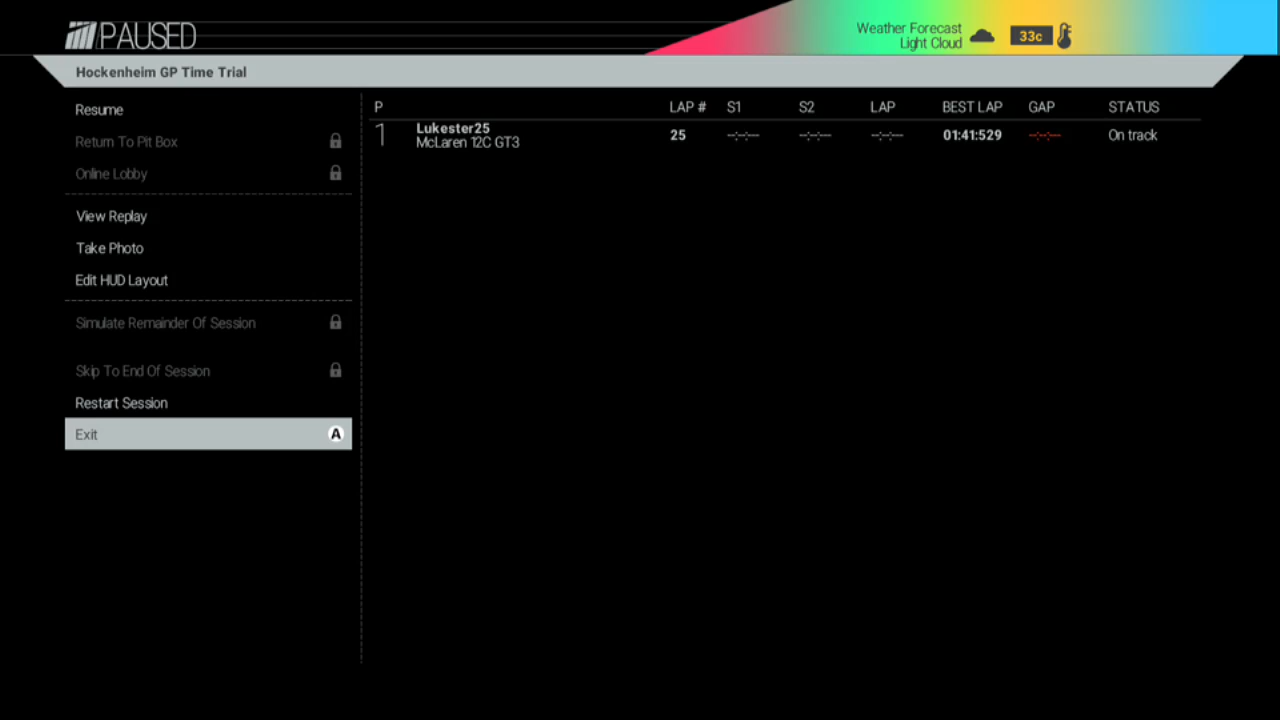 PAUSED
Weather Forecast
Light Cloud
33c
Hockenheim GP Time Trial
Resume
Return To Pit Box
Online Lobby
View Replay
Take Photo
Edit HUD Layout
Simulate Remainder Of Session
Skip To End Of Session
Restart Session
Exit A
P LAP # S1 S2 LAP BEST LAP GAP STATUS
1 Lukester25 25 --:--:--- --:--:--- --:--:--- 01:41:529 --:--:--- On track
McLaren 12C GT3